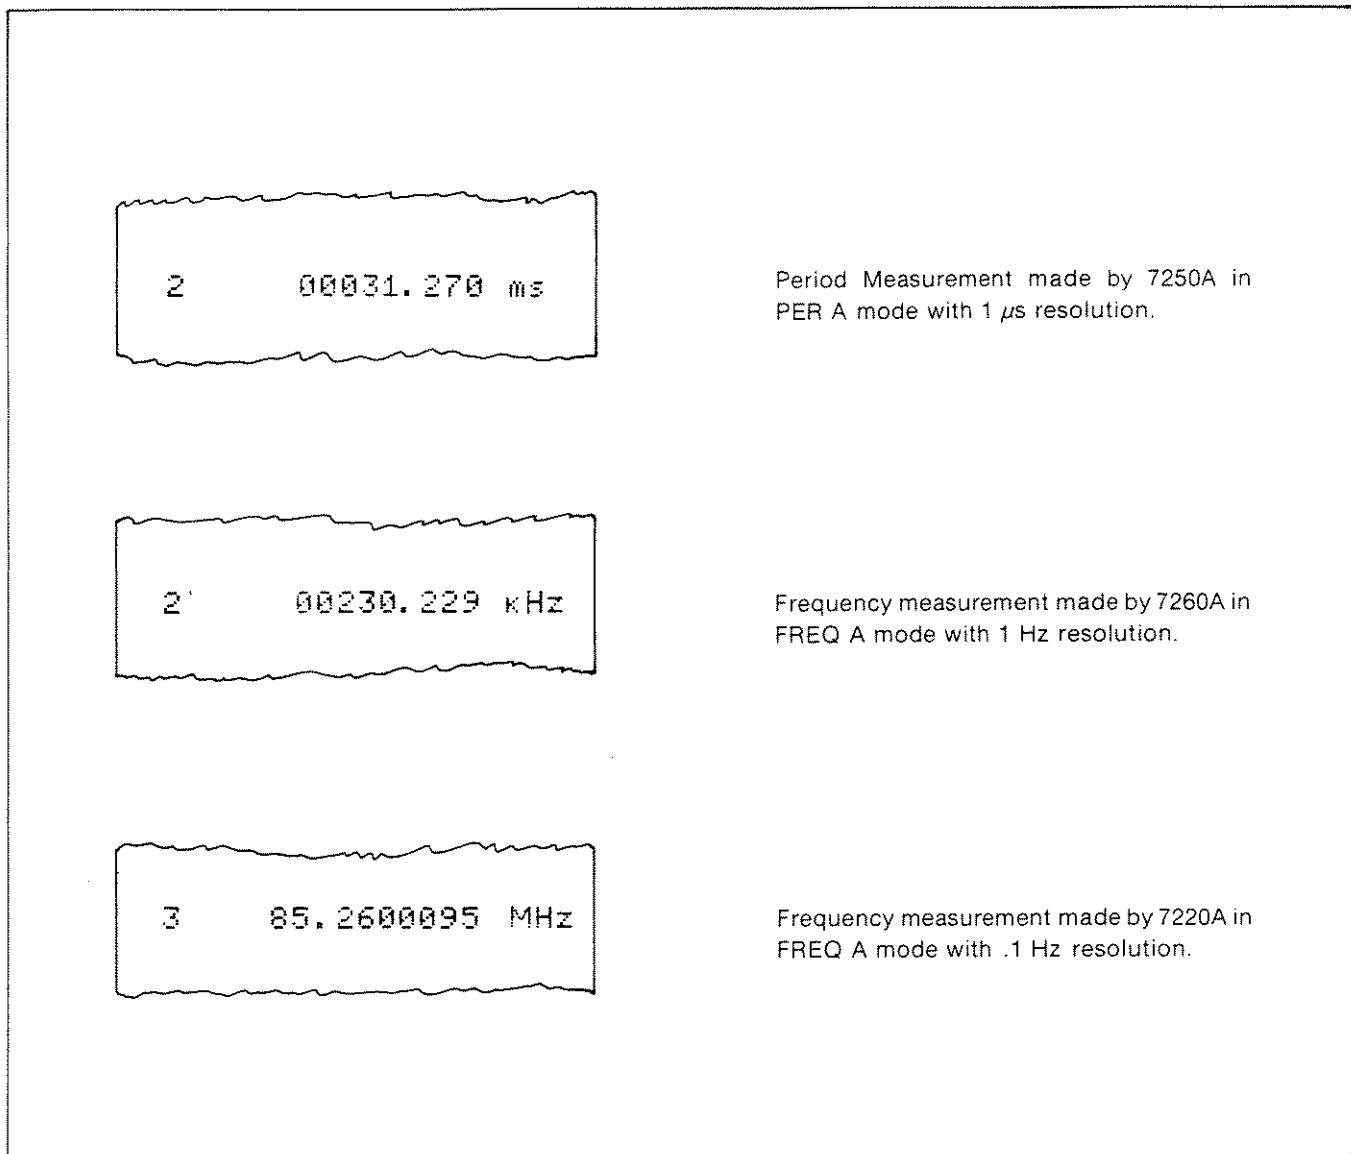 2 00031.270 ms
Period Measurement made by 7250A in
PER A mode with 1 μs resolution.
2 00230.229 kHz
Frequency measurement made by 7260A in
FREQ A mode with 1 Hz resolution.
3 85.2600095 MHz
Frequency measurement made by 7220A in
FREQ A mode with .1 Hz resolution.